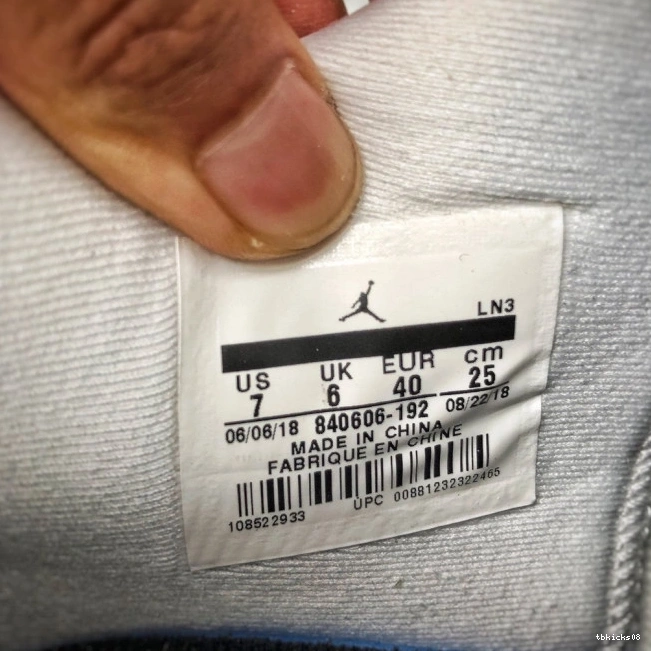 LN3
US UK EUR cm
7 6 40 25
06/06/18 840606-192 08/22/18
MADE IN CHINA
FABRIQUE EN CHINE
108522933 UPC 00881232322465
tbkicks08